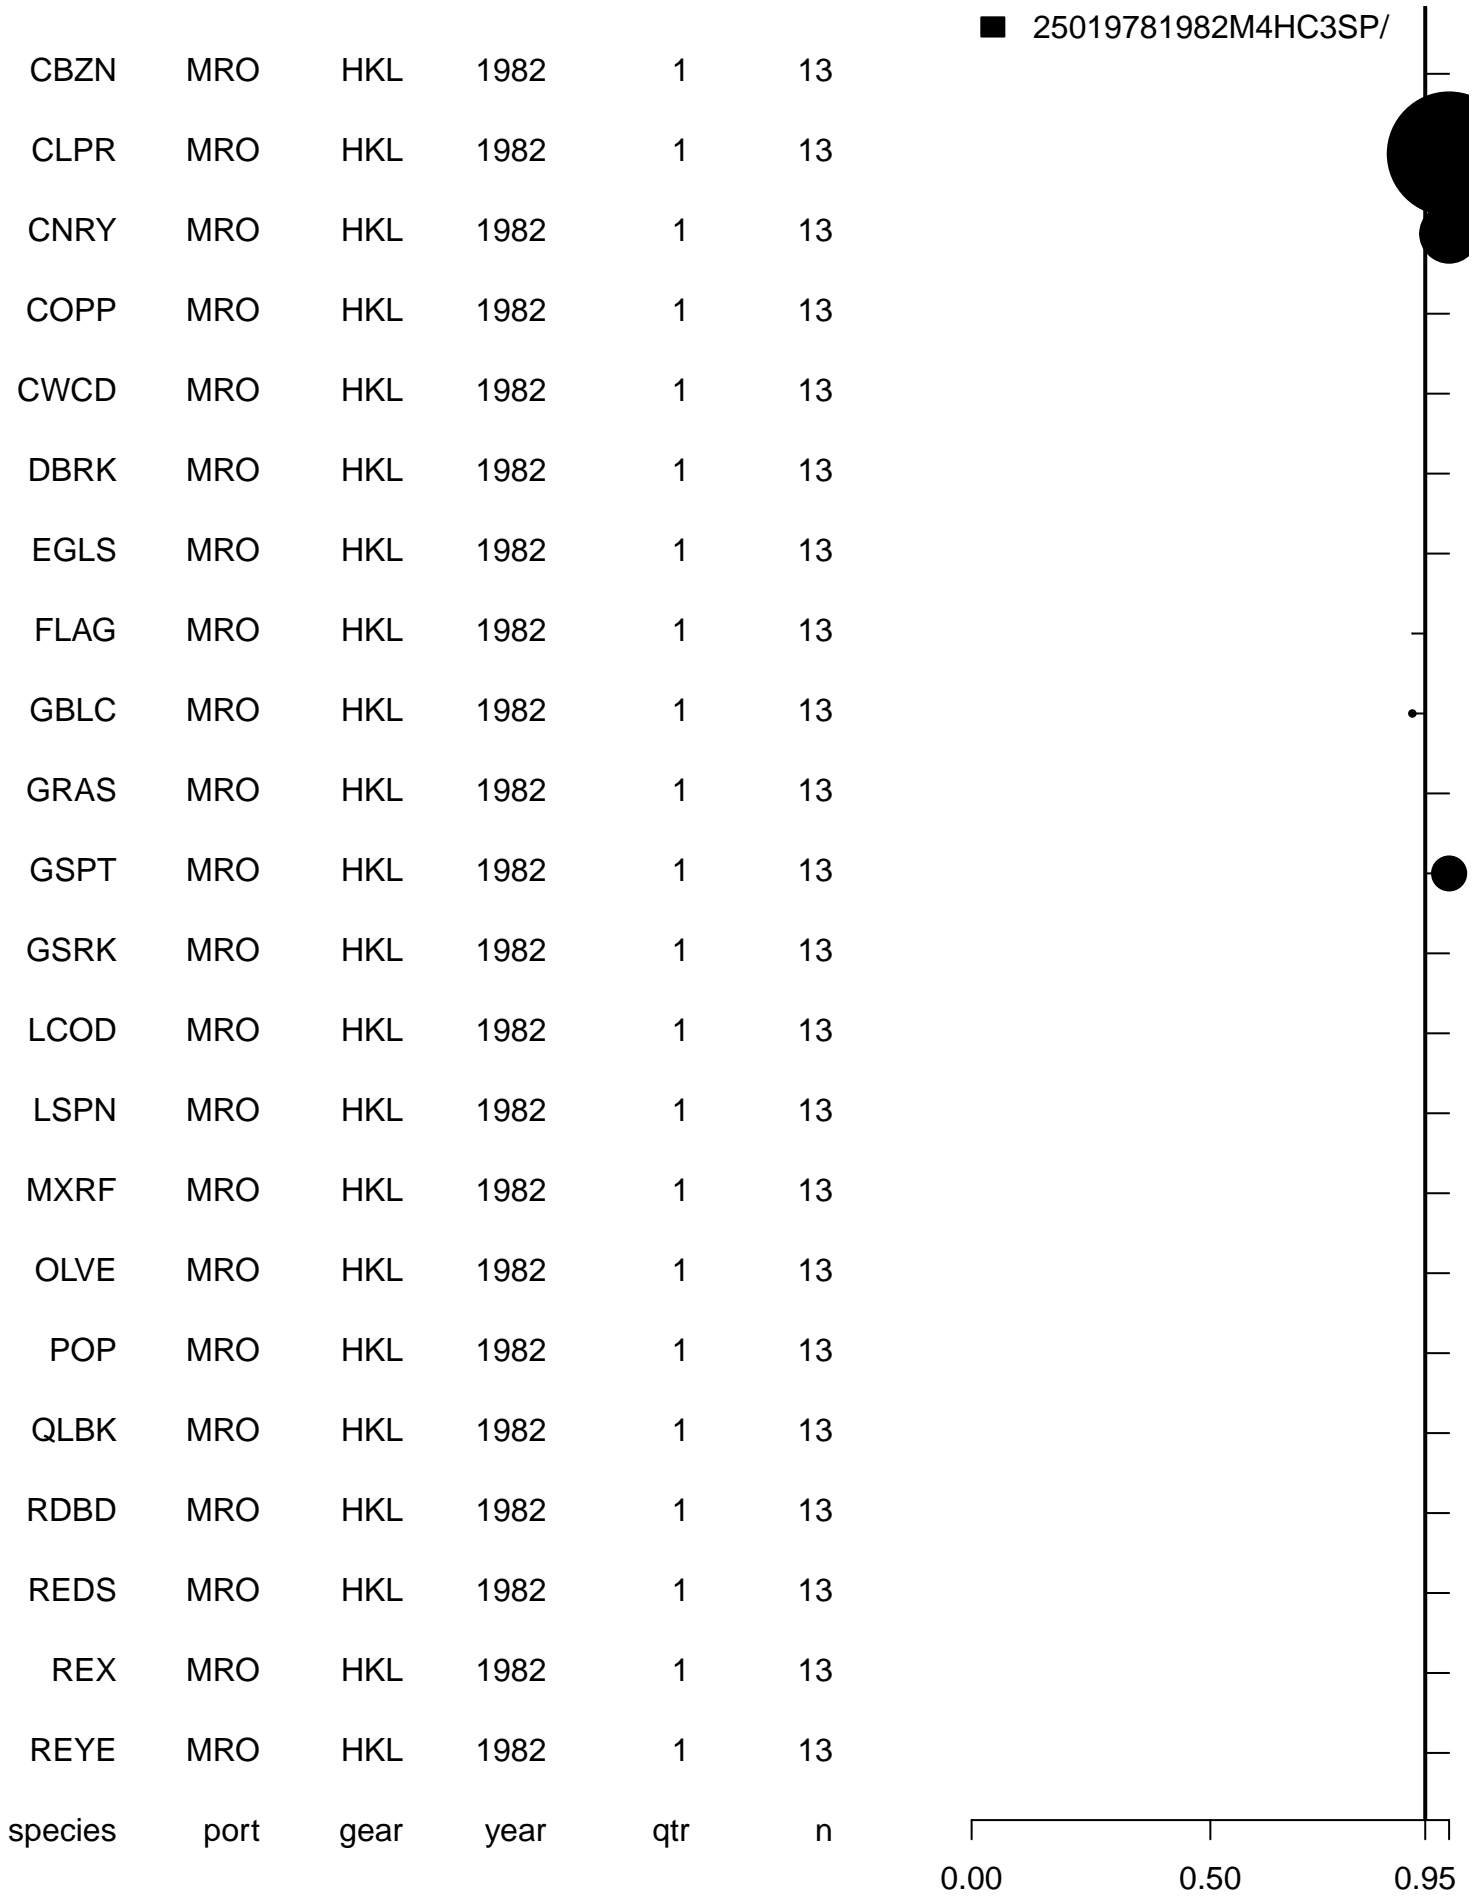 25019781982M4HC3SP/
CBZN MRO HKL 1982 1 13
CLPR MRO HKL 1982 1 13
CNRY MRO HKL 1982 1 13
COPP MRO HKL 1982 1 13
CWCD MRO HKL 1982 1 13
DBRK MRO HKL 1982 1 13
EGLS MRO HKL 1982 1 13
FLAG MRO HKL 1982 1 13
GBLC MRO HKL 1982 1 13
GRAS MRO HKL 1982 1 13
GSPT MRO HKL 1982 1 13
GSRK MRO HKL 1982 1 13
LCOD MRO HKL 1982 1 13
LSPN MRO HKL 1982 1 13
MXRF MRO HKL 1982 1 13
OLVE MRO HKL 1982 1 13
POP MRO HKL 1982 1 13
QLBK MRO HKL 1982 1 13
RDBD MRO HKL 1982 1 13
REDS MRO HKL 1982 1 13
REX MRO HKL 1982 1 13
REYE MRO HKL 1982 1 13
species port gear year qtr n
0.00 0.50 0.95